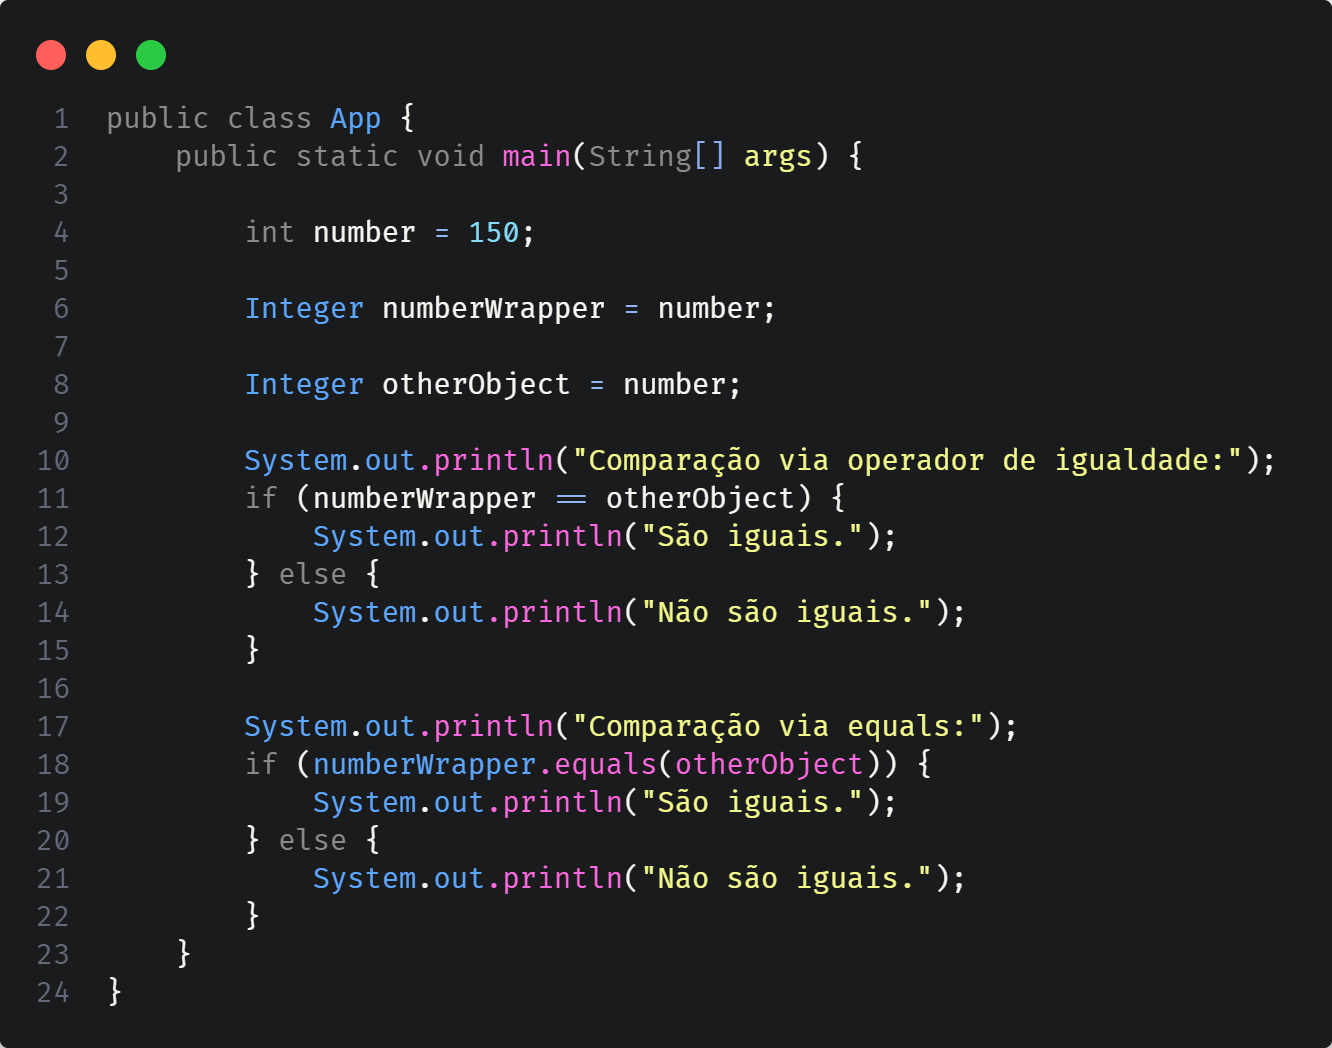 1 public class App {
2     public static void main(String[] args) {
3
4         int number = 150;
5
6         Integer numberWrapper = number;
7
8         Integer otherObject = number;
9
10         System.out.println("Comparação via operador de igualdade:");
11         if (numberWrapper == otherObject) {
12             System.out.println("São iguais.");
13         } else {
14             System.out.println("Não são iguais.");
15         }
16
17         System.out.println("Comparação via equals:");
18         if (numberWrapper.equals(otherObject)) {
19             System.out.println("São iguais.");
20         } else {
21             System.out.println("Não são iguais.");
22         }
23     }
24 }